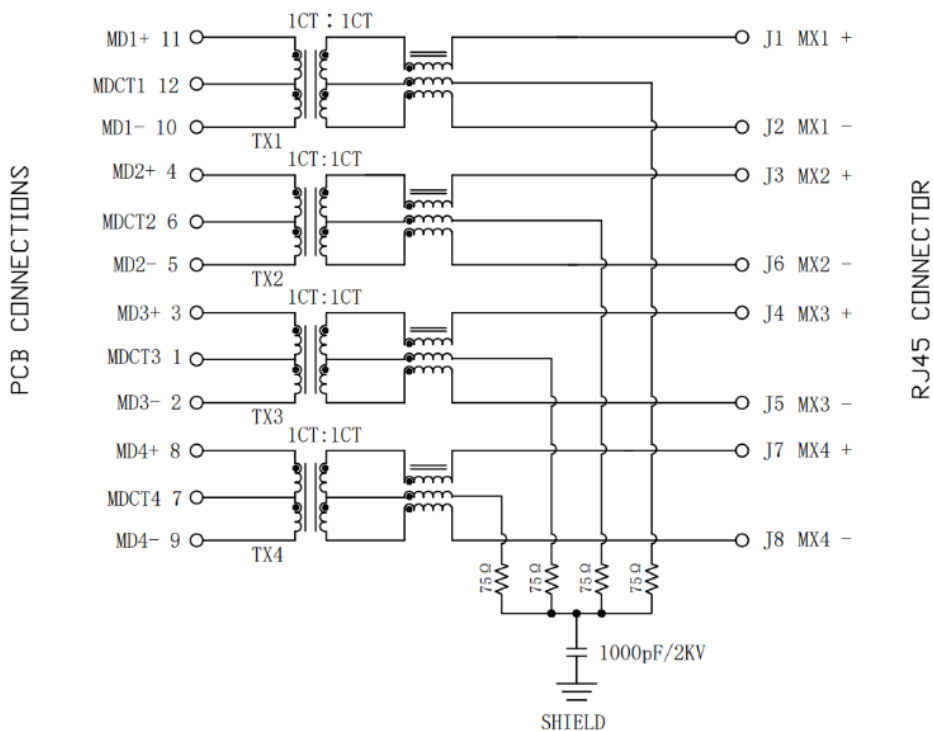 1CT : 1CT
MD1+ 11
J1 MX1 +
MDCT1 12
MD1- 10
J2 MX1 -
TX1
1CT:1CT
MD2+ 4
J3 MX2 +
MDCT2 6
MD2- 5
J6 MX2 -
TX2
1CT:1CT
MD3+ 3
J4 MX3 +
MDCT3 1
MD3- 2
J5 MX3 -
TX3
1CT:1CT
MD4+ 8
J7 MX4 +
MDCT4 7
MD4- 9
J8 MX4 -
TX4
75Ω
75Ω
75Ω
75Ω
1000pF/2KV
SHIELD
PCB CONNECTIONS
RJ45 CONNECTOR